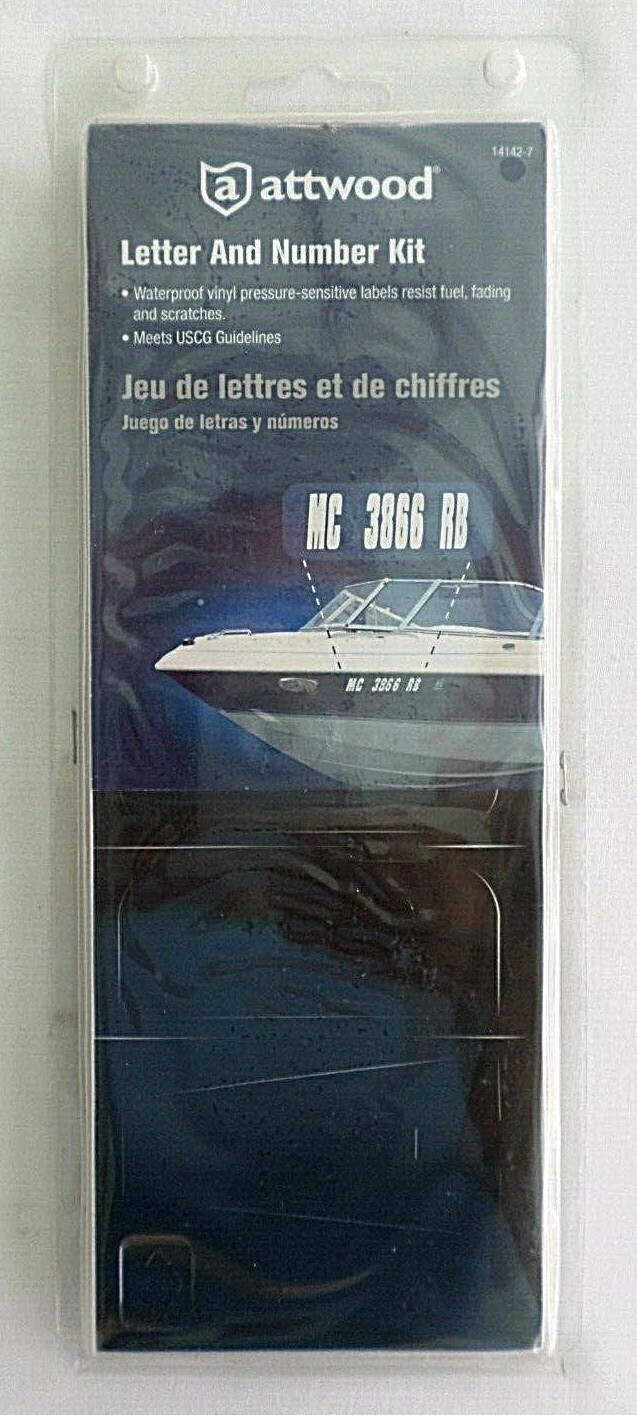 14142-7
a attwood®
Letter And Number Kit
• Waterproof vinyl pressure-sensitive labels resist fuel, fading
and scratches.
• Meets USCG Guidelines
Jeu de lettres et de chiffres
Juego de letras y números
MC 3866 RB
MC 3866 RB